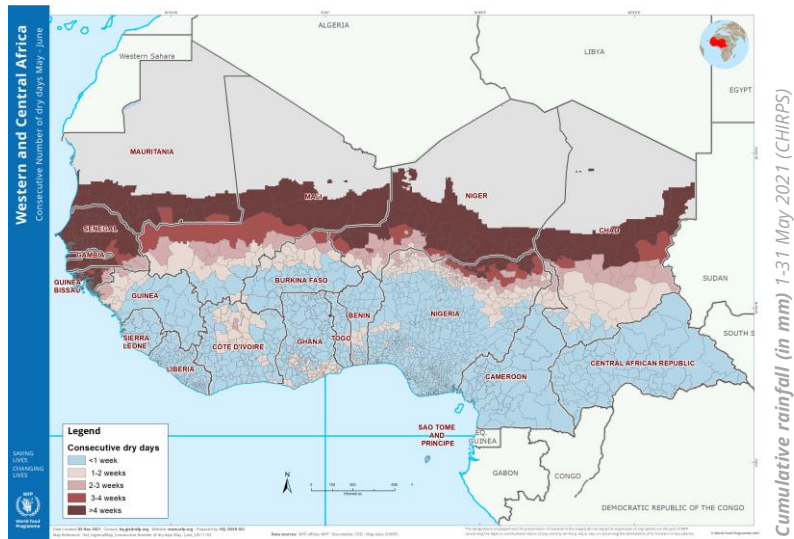 Western and Central Africa
Consecutive Number of dry days May - June
SAVING
LIVES
CHANGING
LIVES
WFP
World Food
Programme
ALGERIA
LIBYA
EGYPT
Western Sahara
MAURITANIA
MALI
NIGER
CHAD
SENEGAL
GAMBIA
GUINEA
BISSAU
GUINEA
BURKINA FASO
SUDAN
SIERRA
LEONE
CÔTE D'IVOIRE
GHANA
TOGO
BENIN
NIGERIA
SOUTH S
LIBERIA
CAMEROON
CENTRAL AFRICAN REPUBLIC
SAO TOME
AND
PRINCIPE
EQ.
GUINEA
GABON
CONGO
DEMOCRATIC REPUBLIC OF THE CONGO
Legend
Consecutive dry days
<1 week
1-2 weeks
2-3 weeks
3-4 weeks
>4 weeks
N
Cumulative rainfall (in mm) 1-31 May 2021 (CHIRPS)